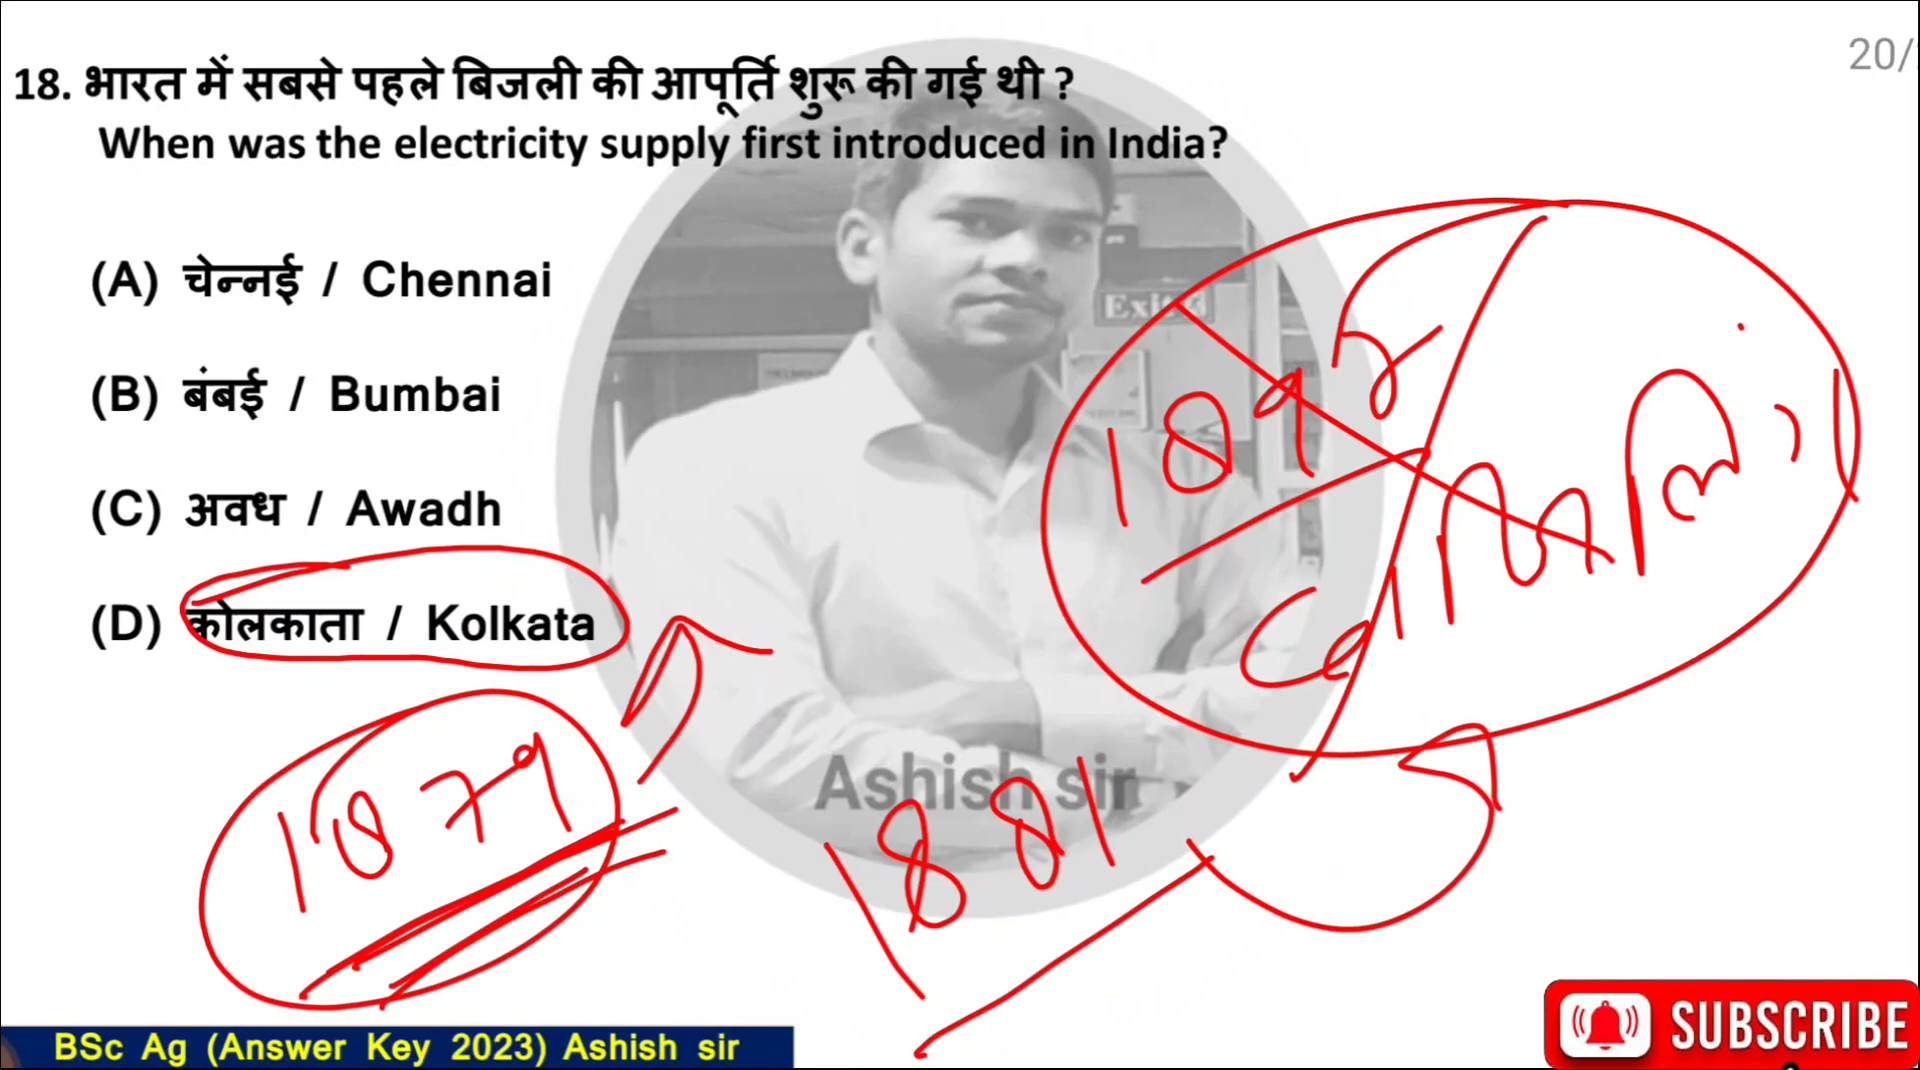 20/
18. भारत में सबसे पहले बिजली की आपूर्ति शुरू की गई थी ?
When was the electricity supply first introduced in India?
(A) चेन्नई / Chennai
Exit
(B) बंबई / Bumbai
(C) अवध / Awadh
(D) कोलकाता / Kolkata
1879
Ashish sir
1881
BSc Ag (Answer Key 2023) Ashish sir
SUBSCRIBE